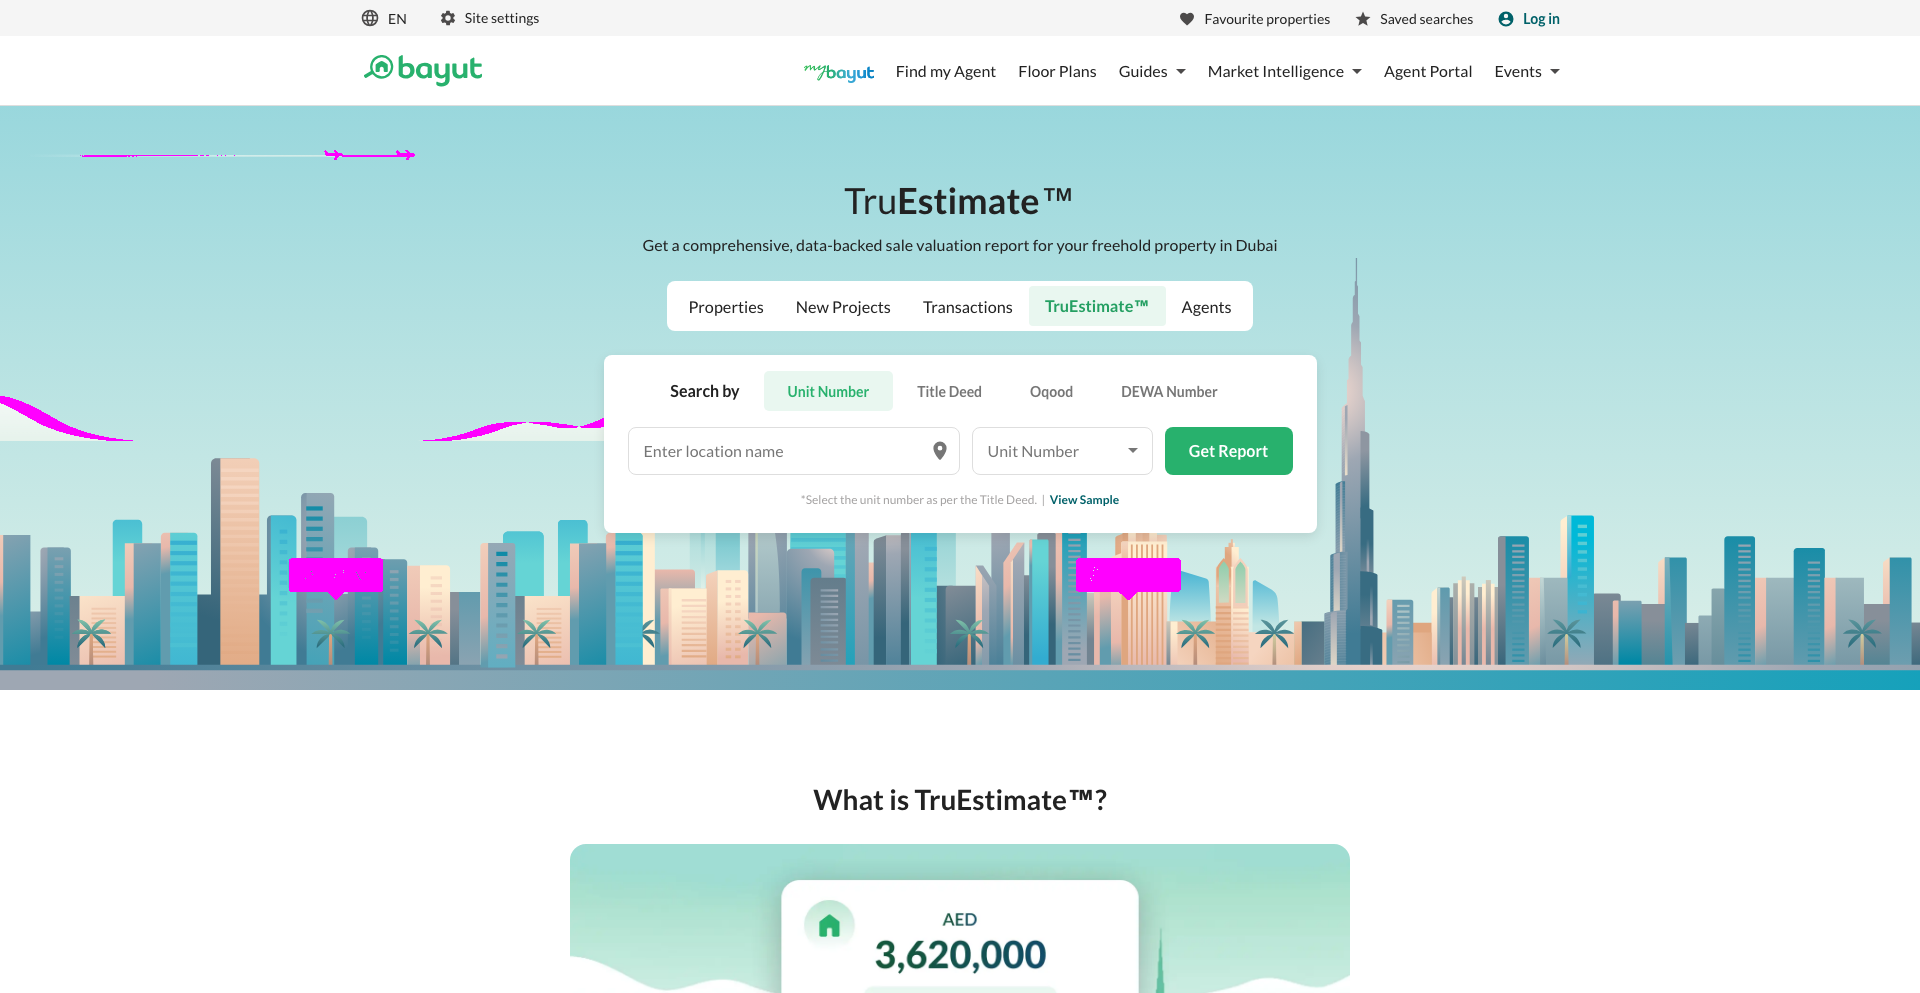 EN
Site settings
Favourite properties
Saved searches
Log in
bayut
mybayut
Find my Agent
Floor Plans
Guides
Market Intelligence
Agent Portal
Events
TruEstimate™
Get a comprehensive, data-backed sale valuation report for your freehold property in Dubai
Properties
New Projects
Transactions
TruEstimate™
Agents
Search by
Unit Number
Title Deed
Oqood
DEWA Number
Enter location name
Unit Number
Get Report
*Select the unit number as per the Title Deed. | View Sample
What is TruEstimate™?
AED
3,620,000